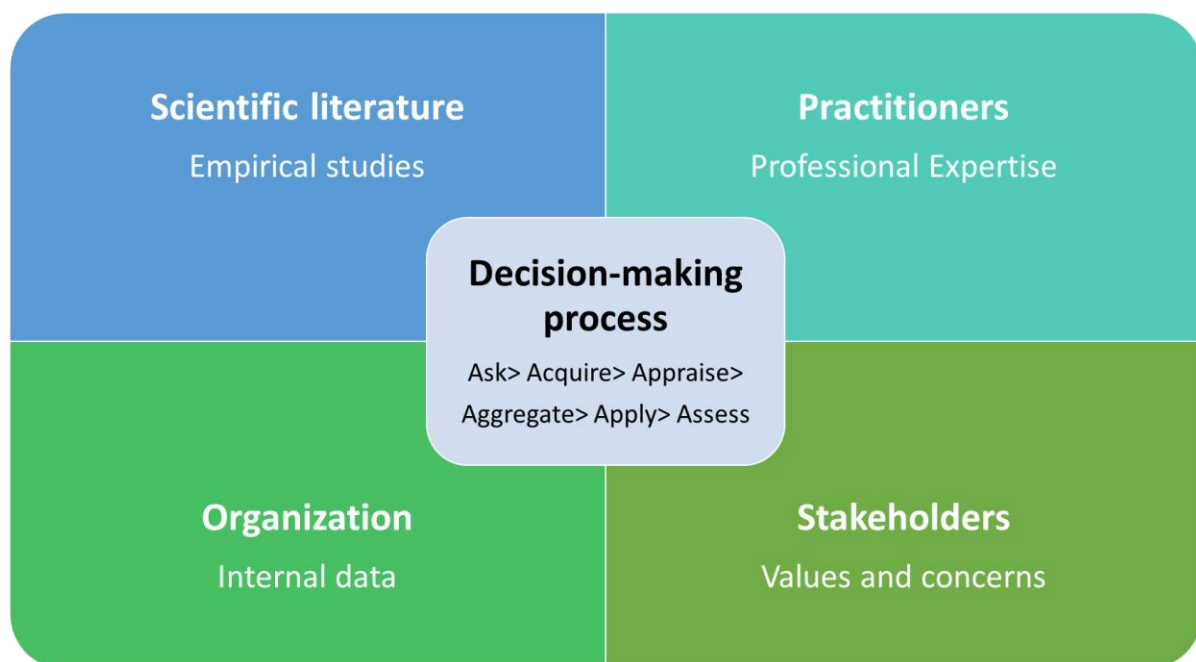 Scientific literature
Empirical studies
Practitioners
Professional Expertise
Decision-making
process
Ask> Acquire> Appraise>
Aggregate> Apply> Assess
Organization
Internal data
Stakeholders
Values and concerns